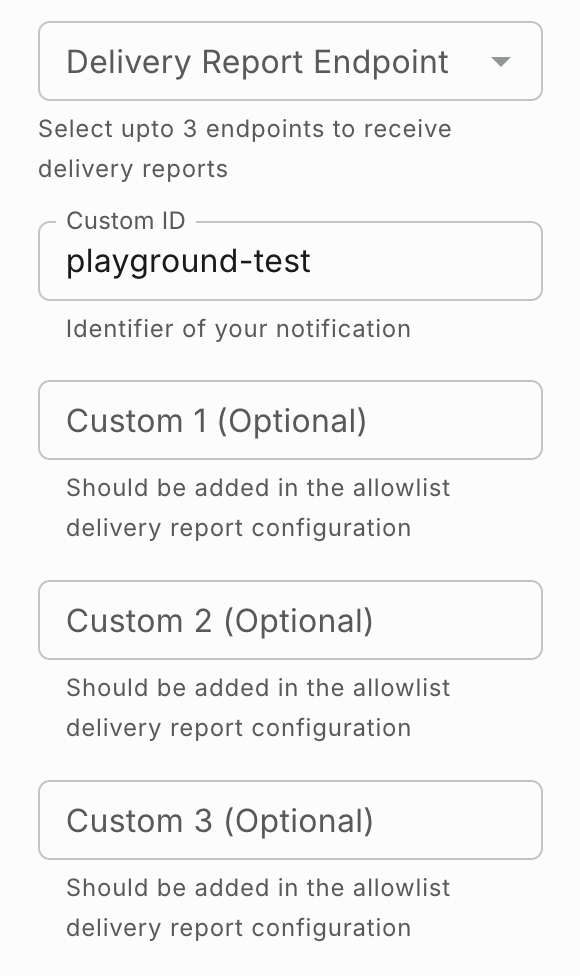 Delivery Report Endpoint
Select upto 3 endpoints to receive
delivery reports
Custom ID
playground-test
Identifier of your notification
Custom 1 (Optional)
Should be added in the allowlist
delivery report configuration
Custom 2 (Optional)
Should be added in the allowlist
delivery report configuration
Custom 3 (Optional)
Should be added in the allowlist
delivery report configuration